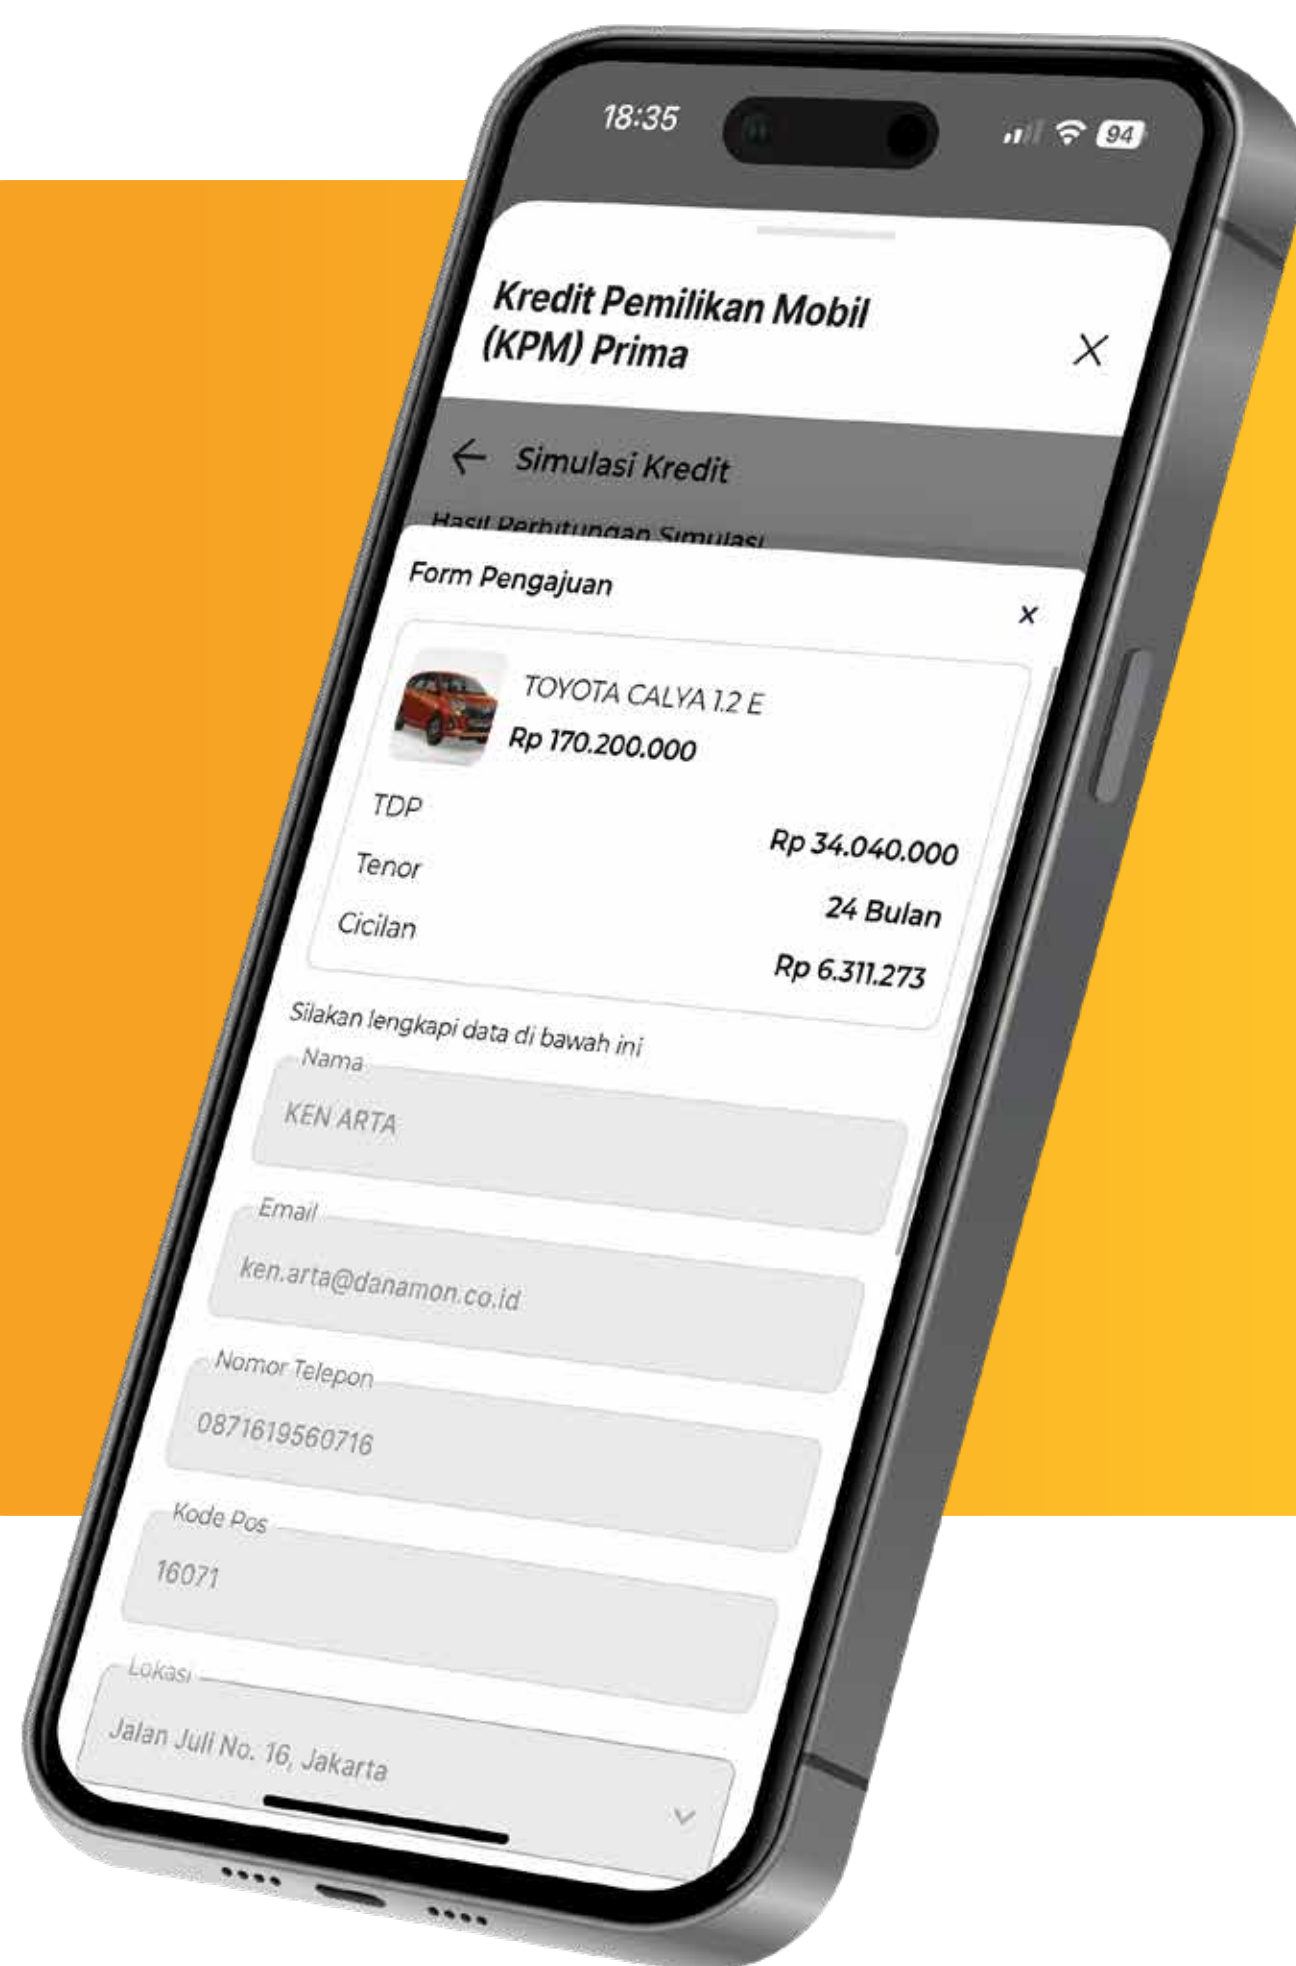 18:35
94
Kredit Pemilikan Mobil
(KPM) Prima
Simulasi Kredit
Hasil Perhitungan Simulasi
Form Pengajuan
TOYOTA CALYA 1.2 E
Rp 170.200.000
TDP
Rp 34.040.000
Tenor
24 Bulan
Cicilan
Rp 6.311.273
Silakan lengkapi data di bawah ini
Nama
KEN ARTA
Email
ken.arta@danamon.co.id
Nomor Telepon
0871619560716
Kode Pos
16071
Lokasi
Jalan Juli No. 16, Jakarta